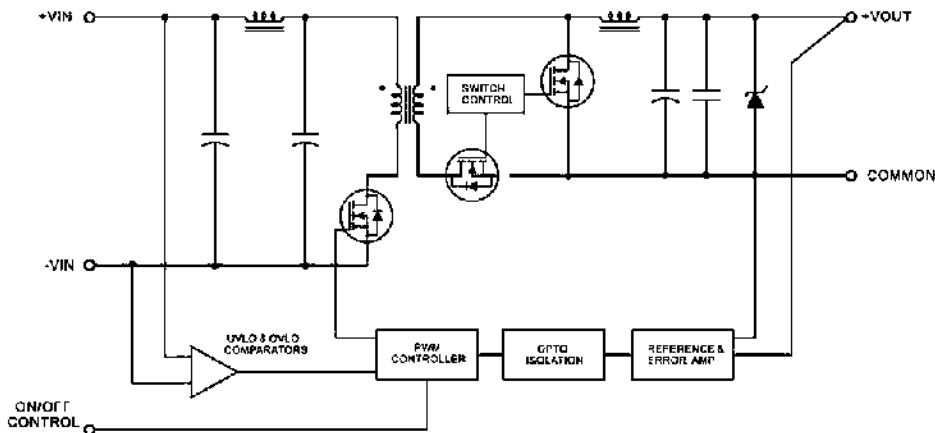 +VIN
+VOUT
SWITCH
CONTROL
COMMON
-VIN
UVLO & OVLO
COMPARATORS
PWM
CONTROLLER
OPTO
ISOLATION
REFERENCE &
ERROR AMP
ON/OFF
CONTROL